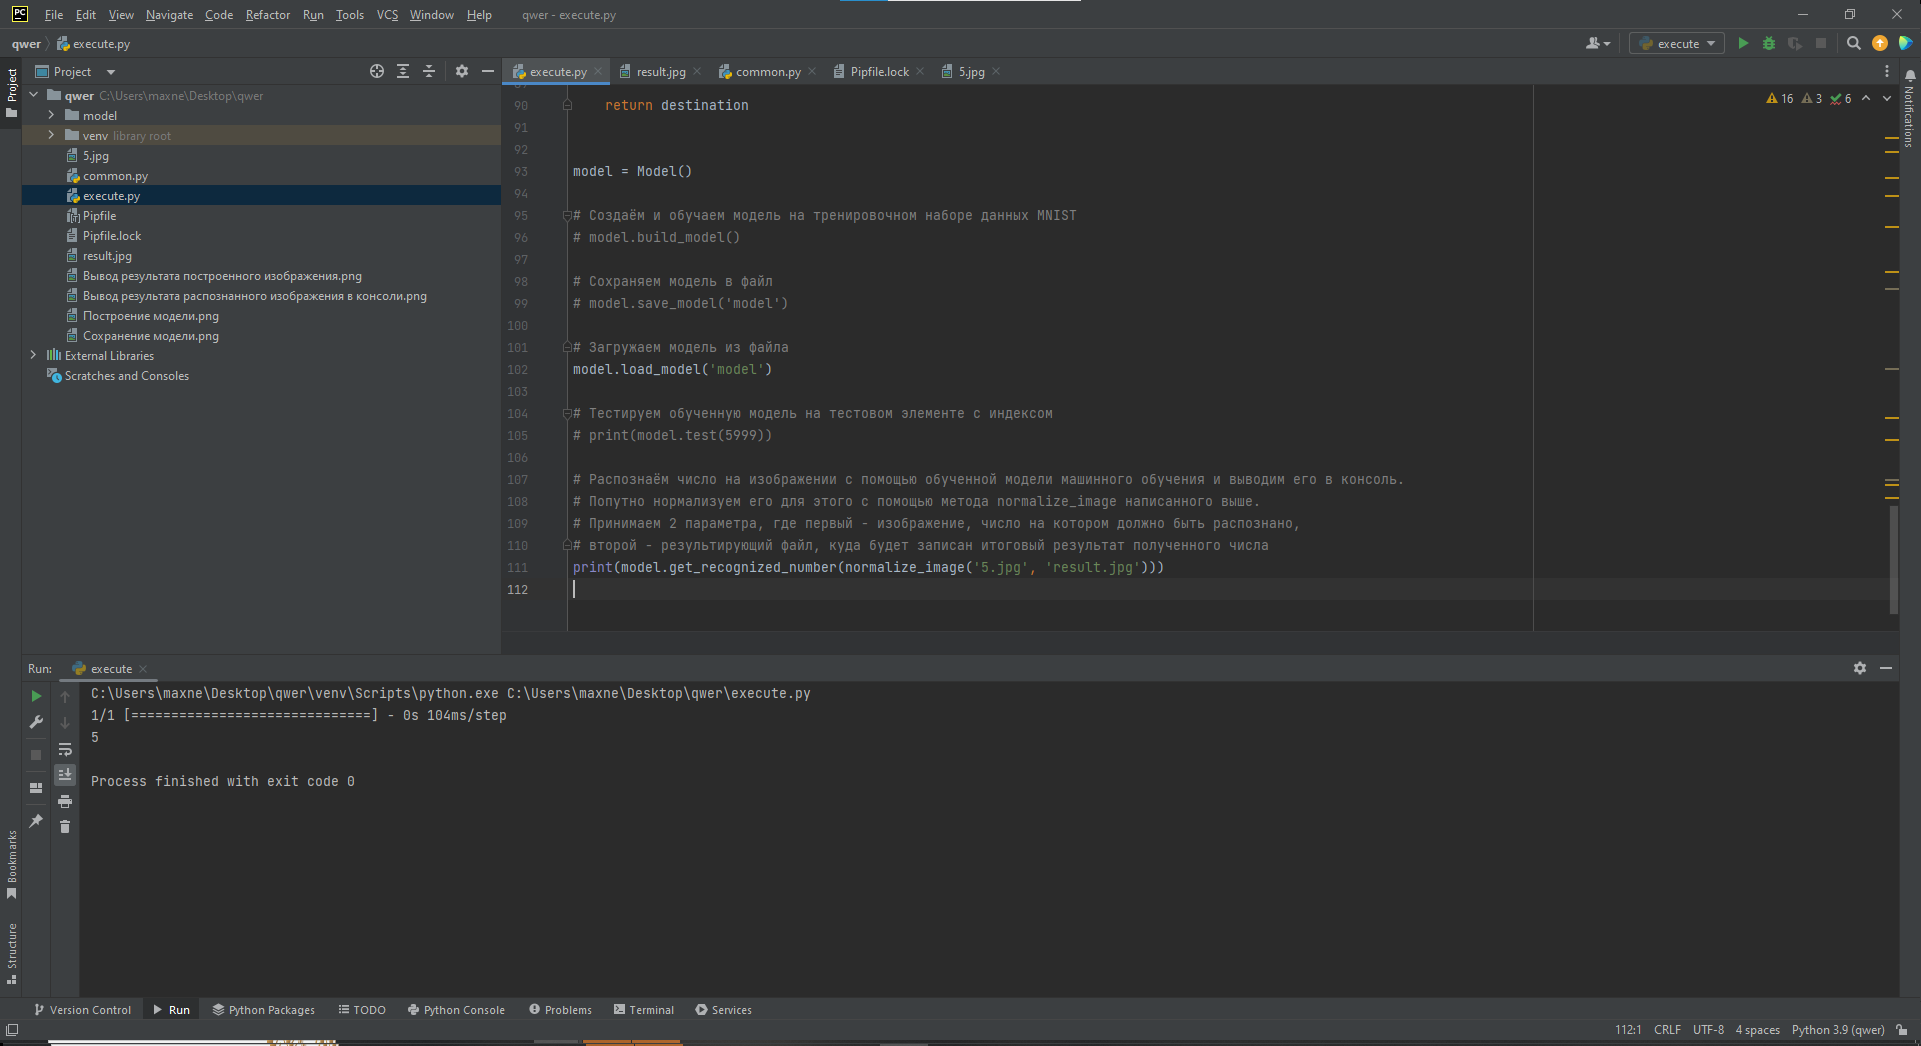 PC File Edit View Navigate Code Refactor Run Tools VCS Window Help qwer - execute.py
qwer execute.py execute
Project
Project
qwer C:\Users\maxne\Desktop\qwer
model
venv library root
5.jpg
common.py
execute.py
Pipfile
Pipfile.lock
result.jpg
Вывод результата построенного изображения.png
Вывод результата распознанного изображения в консоли.png
Построение модели.png
Сохранение модели.png
External Libraries
Scratches and Consoles
execute.py result.jpg common.py Pipfile.lock 5.jpg
16 3 6
Notifications
90 return destination
91
92
93 model = Model()
94
95 # Создаём и обучаем модель на тренировочном наборе данных MNIST
96 # model.build_model()
97
98 # Сохраняем модель в файл
99 # model.save_model('model')
100
101 # Загружаем модель из файла
102 model.load_model('model')
103
104 # Тестируем обученную модель на тестовом элементе с индексом
105 # print(model.test(5999))
106
107 # Распознаём число на изображении с помощью обученной модели машинного обучения и выводим его в консоль.
108 # Попутно нормализуем его для этого с помощью метода normalize_image написанного выше.
109 # Принимаем 2 параметра, где первый - изображение, число на котором должно быть распознано,
110 # второй - результирующий файл, куда будет записан итоговый результат полученного числа
111 print(model.get_recognized_number(normalize_image('5.jpg', 'result.jpg')))
112
Run: execute
C:\Users\maxne\Desktop\qwer\venv\Scripts\python.exe C:\Users\maxne\Desktop\qwer\execute.py
1/1 [==============================] - 0s 104ms/step
5
Process finished with exit code 0
Bookmarks
Structure
Version Control Run Python Packages TODO Python Console Problems Terminal Services
112:1 CRLF UTF-8 4 spaces Python 3.9 (qwer)